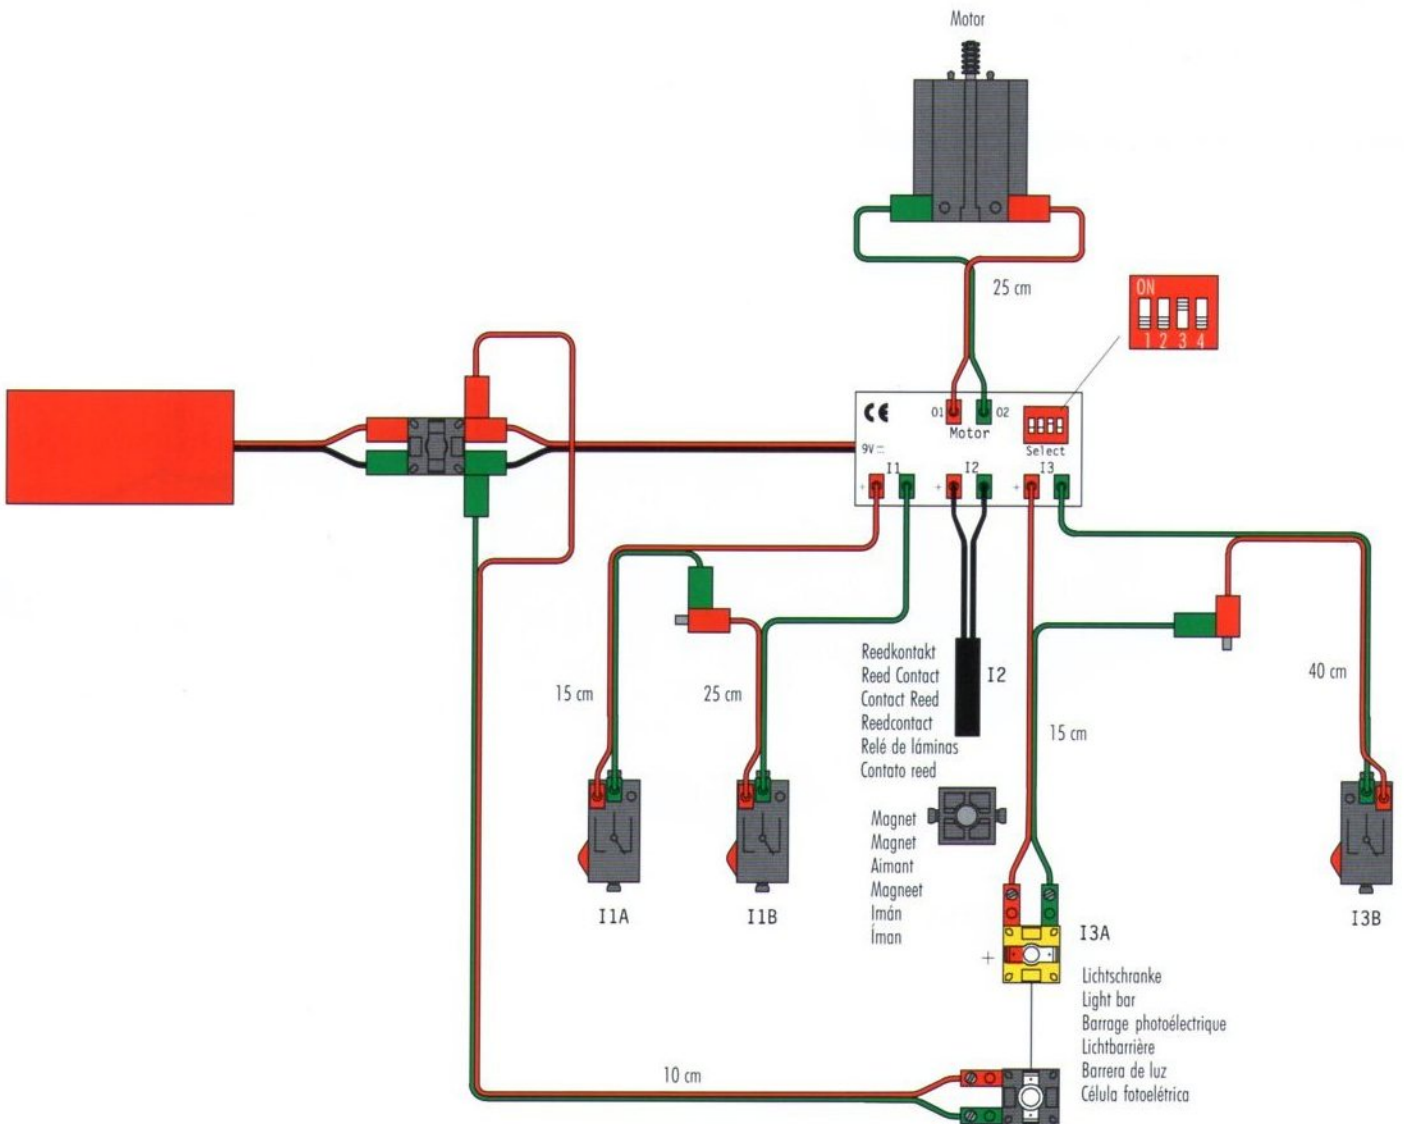 Motor
25 cm
ON
1 2 3 4
CE
O1
O2
Motor
9V
Select
I1
I2
I3
+
+
+
15 cm
25 cm
Reedkontakt
Reed Contact
Contact Reed
Reedcontact
Relé de láminas
Contato reed
I2
15 cm
40 cm
Magnet
Magnet
Aimant
Magneet
Imán
Íman
I1A
I1B
I3A
I3B
+
Lichtschranke
Light bar
Barrage photoélectrique
Lichtbarrière
Barrera de luz
Célula fotoelétrica
10 cm